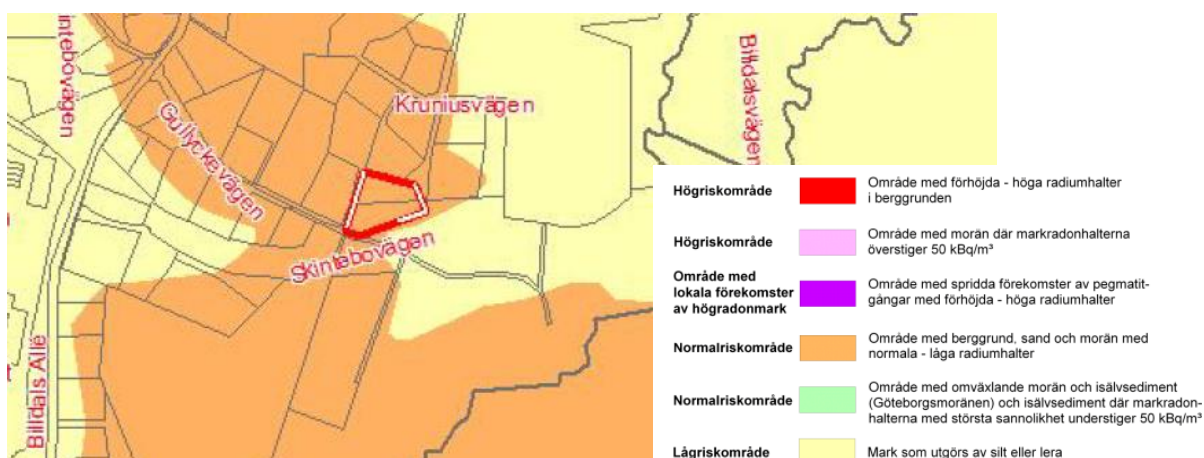 Skintebovägen
Gullyckevägen
Kruniusvägen
Billdalsvägen
Skintebovägen
Billdals Allé
Högriskområde
Område med förhöjda - höga radiumhalter
i berggrunden
Högriskområde
Område med morän där markradonhalterna
överstiger 50 kBq/m³
Område med
lokala förekomster
av högradonmark
Område med spridda förekomster av pegmatit-
gångar med förhöjda - höga radiumhalter
Normalriskområde
Område med berggrund, sand och morän med
normala - låga radiumhalter
Normalriskområde
Område med omväxlande morän och isälvsediment
(Göteborgsmoränen) och isälvsediment där markradon-
halterna med största sannolikhet understiger 50 kBq/m³
Lågriskområde
Mark som utgörs av silt eller lera